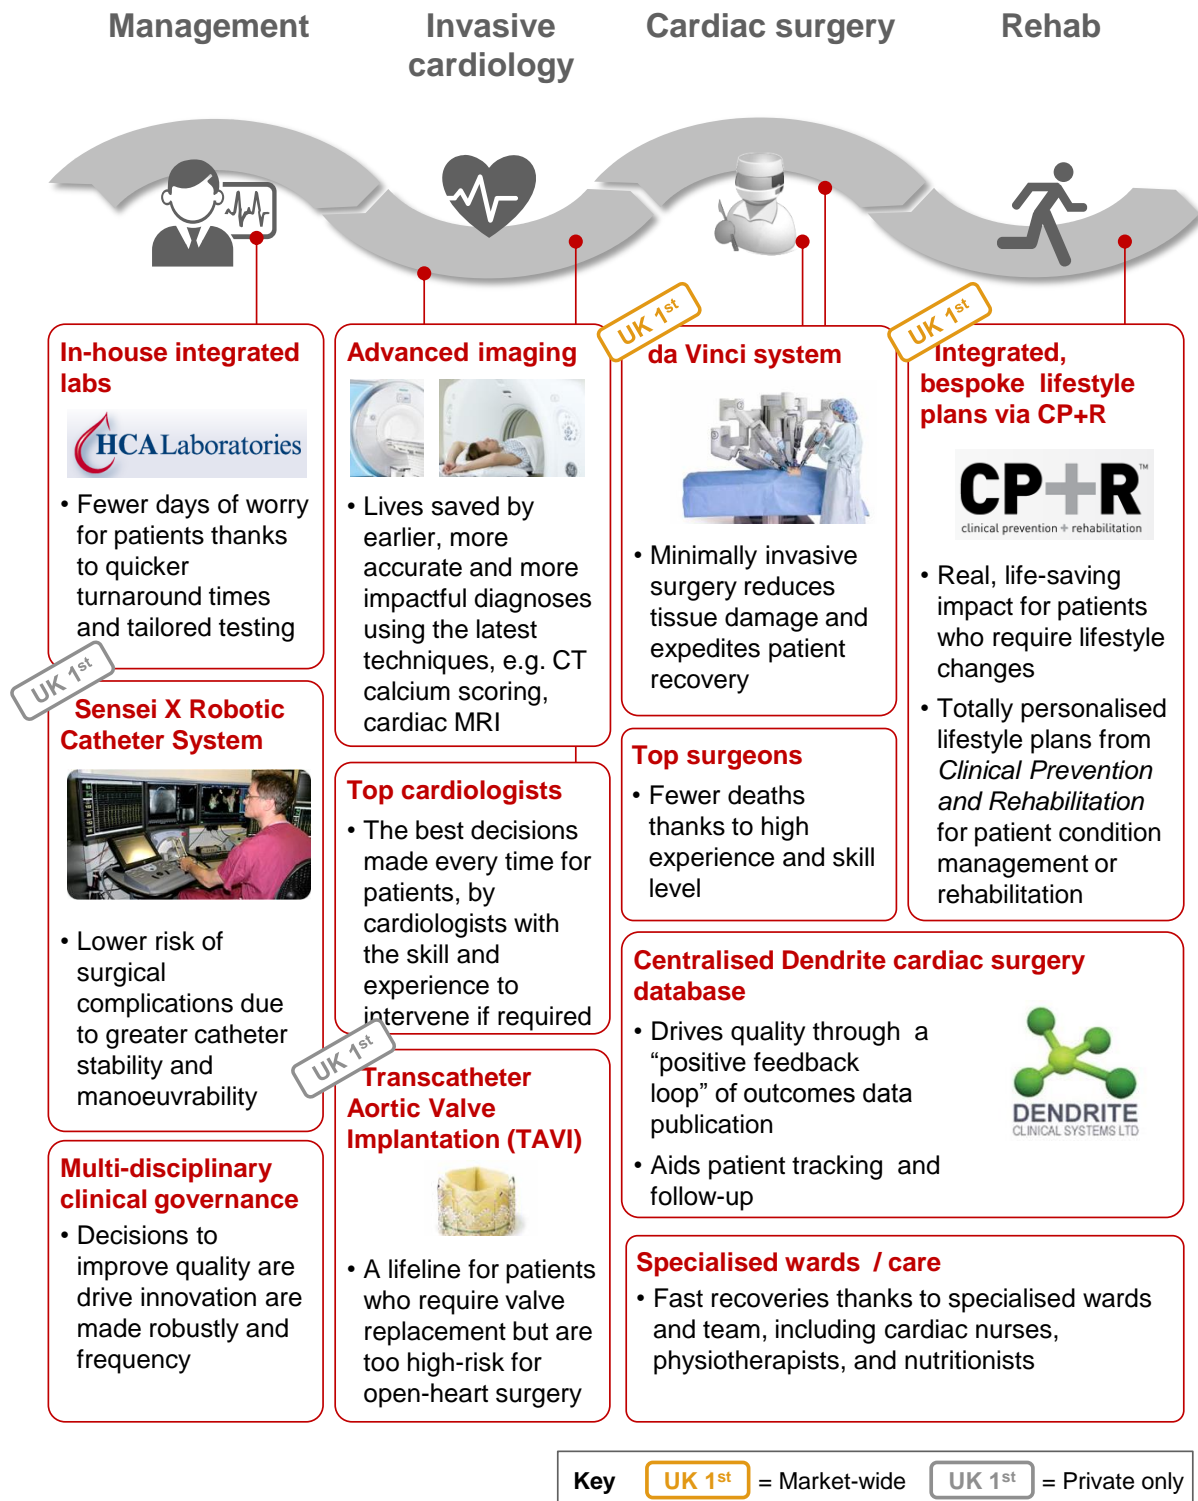 Management
Invasive
cardiology
Cardiac surgery
Rehab
In-house integrated
labs
HCA Laboratories
• Fewer days of worry
for patients thanks
to quicker
turnaround times
and tailored testing
UK 1st
Sensei X Robotic
Catheter System
• Lower risk of
surgical
complications due
to greater catheter
stability and
manoeuvrability
Multi-disciplinary
clinical governance
• Decisions to
improve quality are
drive innovation are
made robustly and
frequency
Advanced imaging
• Lives saved by
earlier, more
accurate and more
impactful diagnoses
using the latest
techniques, e.g. CT
calcium scoring,
cardiac MRI
Top cardiologists
• The best decisions
made every time for
patients, by
cardiologists with
the skill and
experience to
intervene if required
UK 1st
Transcatheter
Aortic Valve
Implantation (TAVI)
• A lifeline for patients
who require valve
replacement but are
too high-risk for
open-heart surgery
UK 1st
da Vinci system
• Minimally invasive
surgery reduces
tissue damage and
expedites patient
recovery
Top surgeons
• Fewer deaths
thanks to high
experience and skill
level
UK 1st
Integrated,
bespoke lifestyle
plans via CP+R
CP+R™
clinical prevention + rehabilitation
• Real, life-saving
impact for patients
who require lifestyle
changes
• Totally personalised
lifestyle plans from
Clinical Prevention
and Rehabilitation
for patient condition
management or
rehabilitation
Centralised Dendrite cardiac surgery
database
• Drives quality through a
“positive feedback
loop” of outcomes data
publication
• Aids patient tracking and
follow-up
DENDRITE
CLINICAL SYSTEMS LTD
Specialised wards / care
• Fast recoveries thanks to specialised wards
and team, including cardiac nurses,
physiotherapists, and nutritionists
Key UK 1st = Market-wide UK 1st = Private only